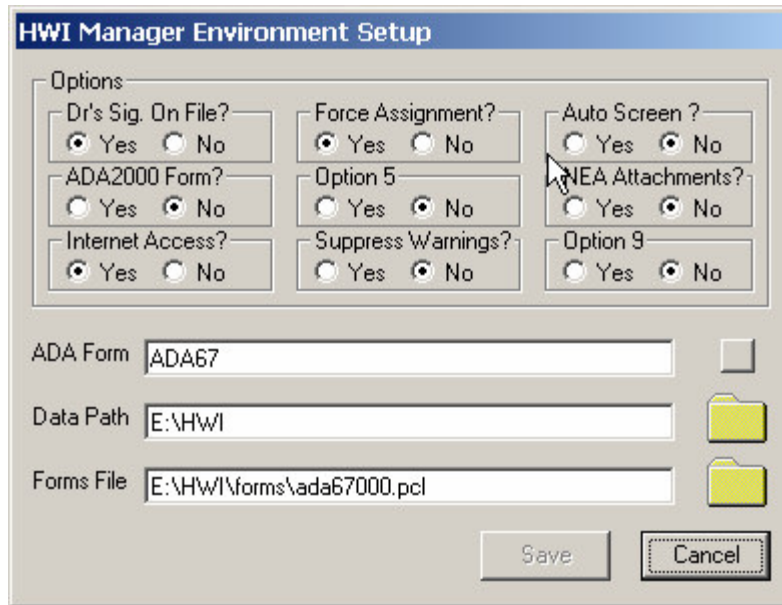 HWI Manager Environment Setup
Options
Dr's Sig. On File? Force Assignment? Auto Screen ?
Yes No Yes No Yes No
ADA2000 Form? Option 5 NEA Attachments?
Yes No Yes No Yes No
Internet Access? Suppress Warnings? Option 9
Yes No Yes No Yes No
ADA Form ADA67
Data Path E:\HWI
Forms File E:\HWI\forms\ada67000.pcl
Save Cancel